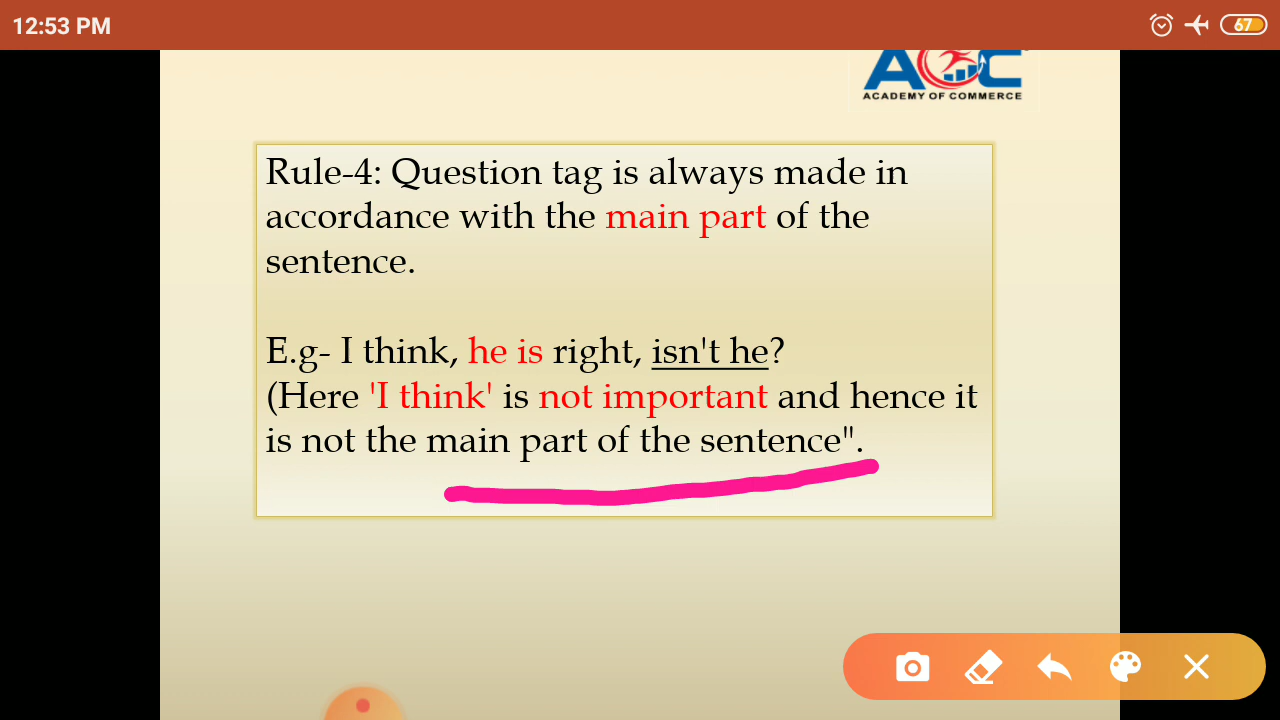 12:53 PM
67
AOC
ACADEMY OF COMMERCE
Rule-4: Question tag is always made in
accordance with the main part of the
sentence.
E.g- I think, he is right, isn't he?
(Here 'I think' is not important and hence it
is not the main part of the sentence".